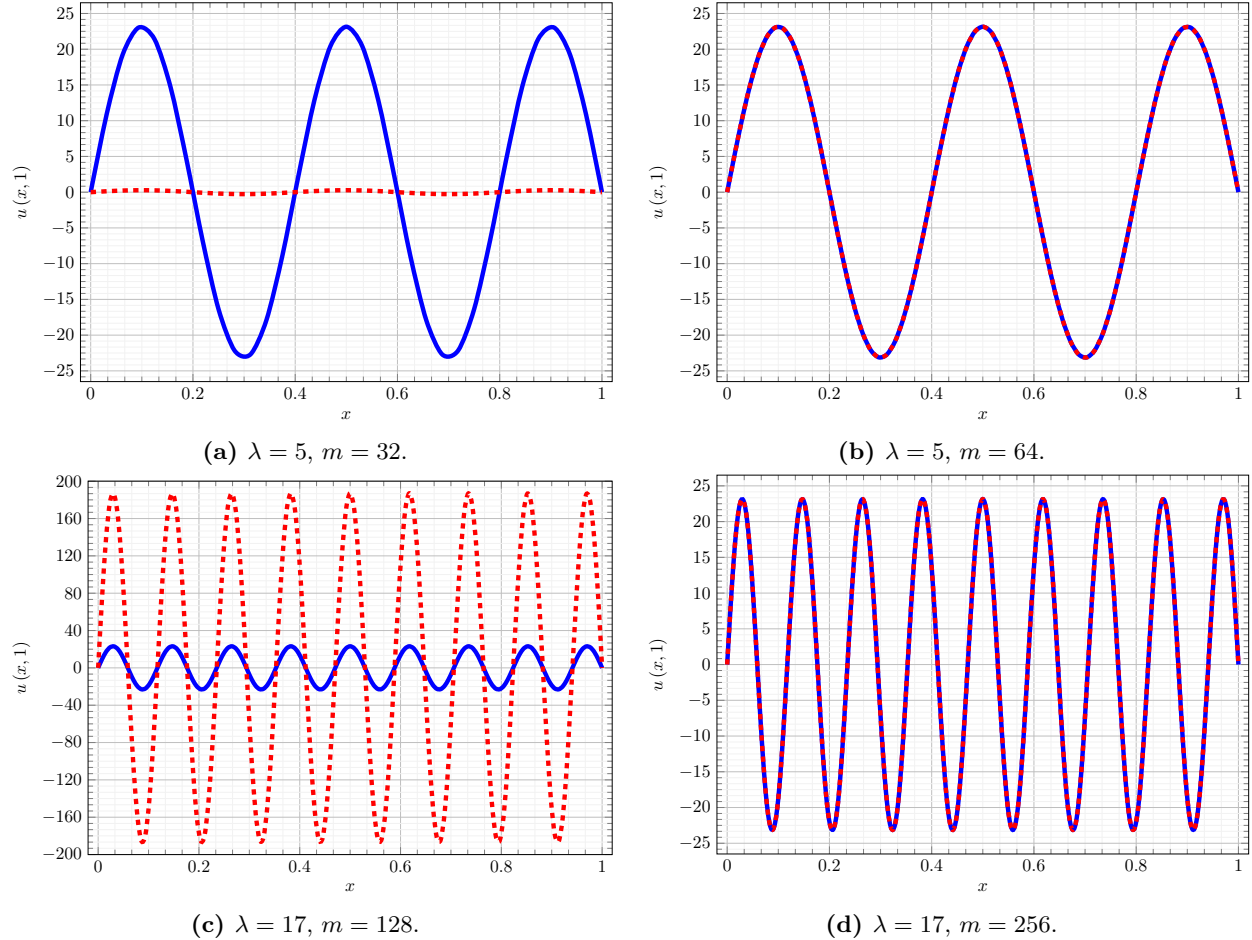 25
20
15
10
5
0
−5
−10
−15
−20
−25
u (x, 1)
0 0.2 0.4 0.6 0.8 1
x
(a) λ = 5, m = 32.
25
20
15
10
5
0
−5
−10
−15
−20
−25
u (x, 1)
0 0.2 0.4 0.6 0.8 1
x
(b) λ = 5, m = 64.
200
160
120
80
40
0
−40
−80
−120
−160
−200
u (x, 1)
0 0.2 0.4 0.6 0.8 1
x
(c) λ = 17, m = 128.
25
20
15
10
5
0
−5
−10
−15
−20
−25
u (x, 1)
0 0.2 0.4 0.6 0.8 1
x
(d) λ = 17, m = 256.